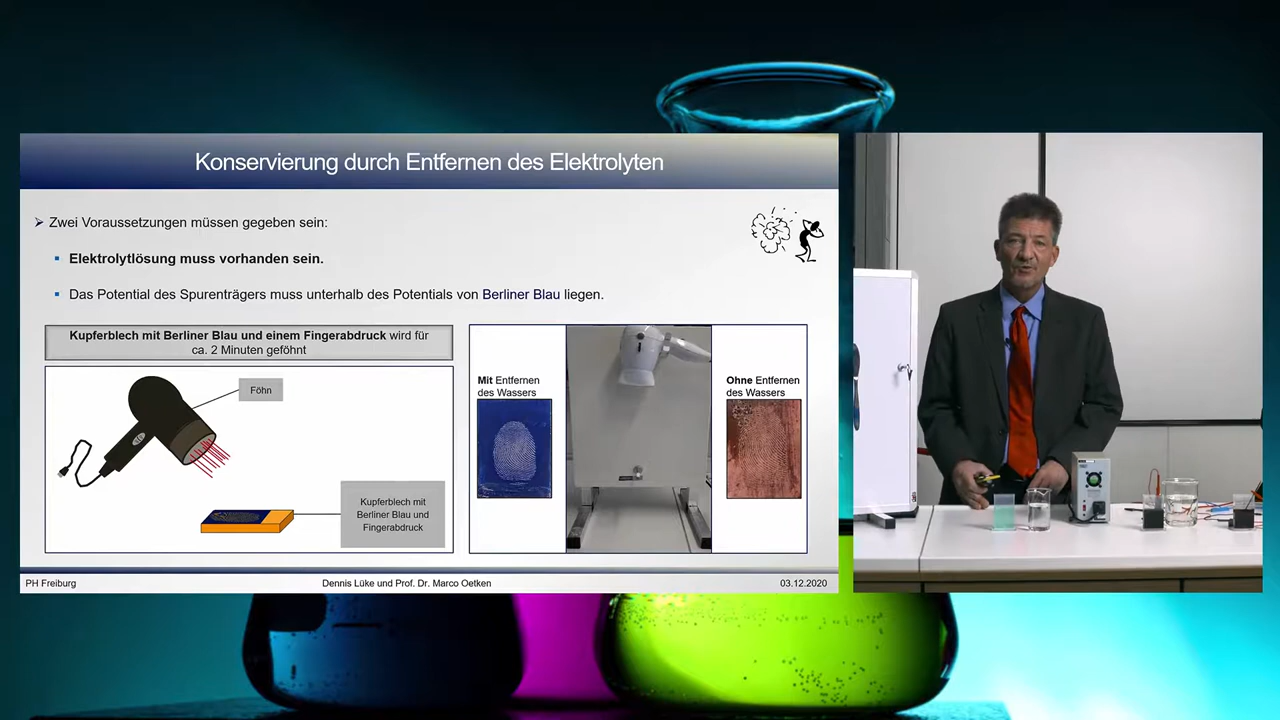 Konservierung durch Entfernen des Elektrolyten
Zwei Voraussetzungen müssen gegeben sein:
Elektrolytlösung muss vorhanden sein.
Das Potential des Spurenträgers muss unterhalb des Potentials von Berliner Blau liegen.
Kupferblech mit Berliner Blau und einem Fingerabdruck wird für
ca. 2 Minuten geföhnt
Föhn
Kupferblech mit
Berliner Blau und
Fingerabdruck
Mit Entfernen
des Wassers
Ohne Entfernen
des Wassers
PH Freiburg
Dennis Lüke und Prof. Dr. Marco Oetken
03.12.2020